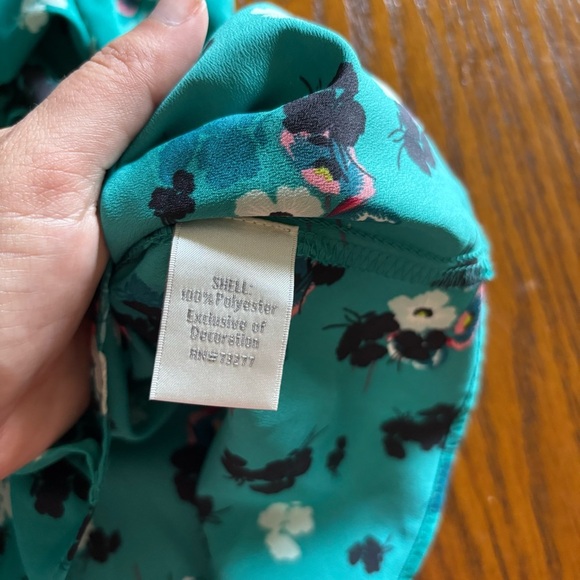 SHELL:
100% Polyester
Exclusive of
Decoration
RN#73277